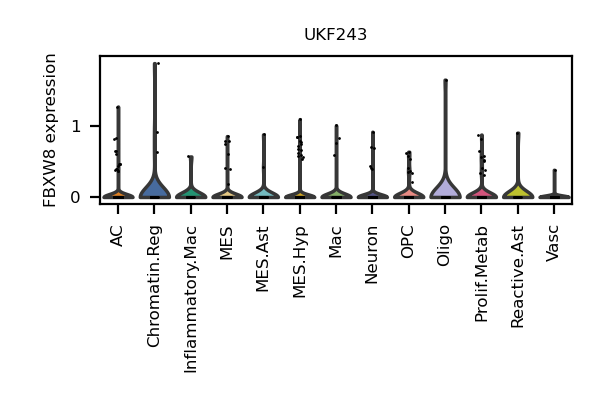 UKF243
FBXW8 expression
1
0
AC
Chromatin.Reg
Inflammatory.Mac
MES
MES.Ast
MES.Hyp
Mac
Neuron
OPC
Oligo
Prolif.Metab
Reactive.Ast
Vasc